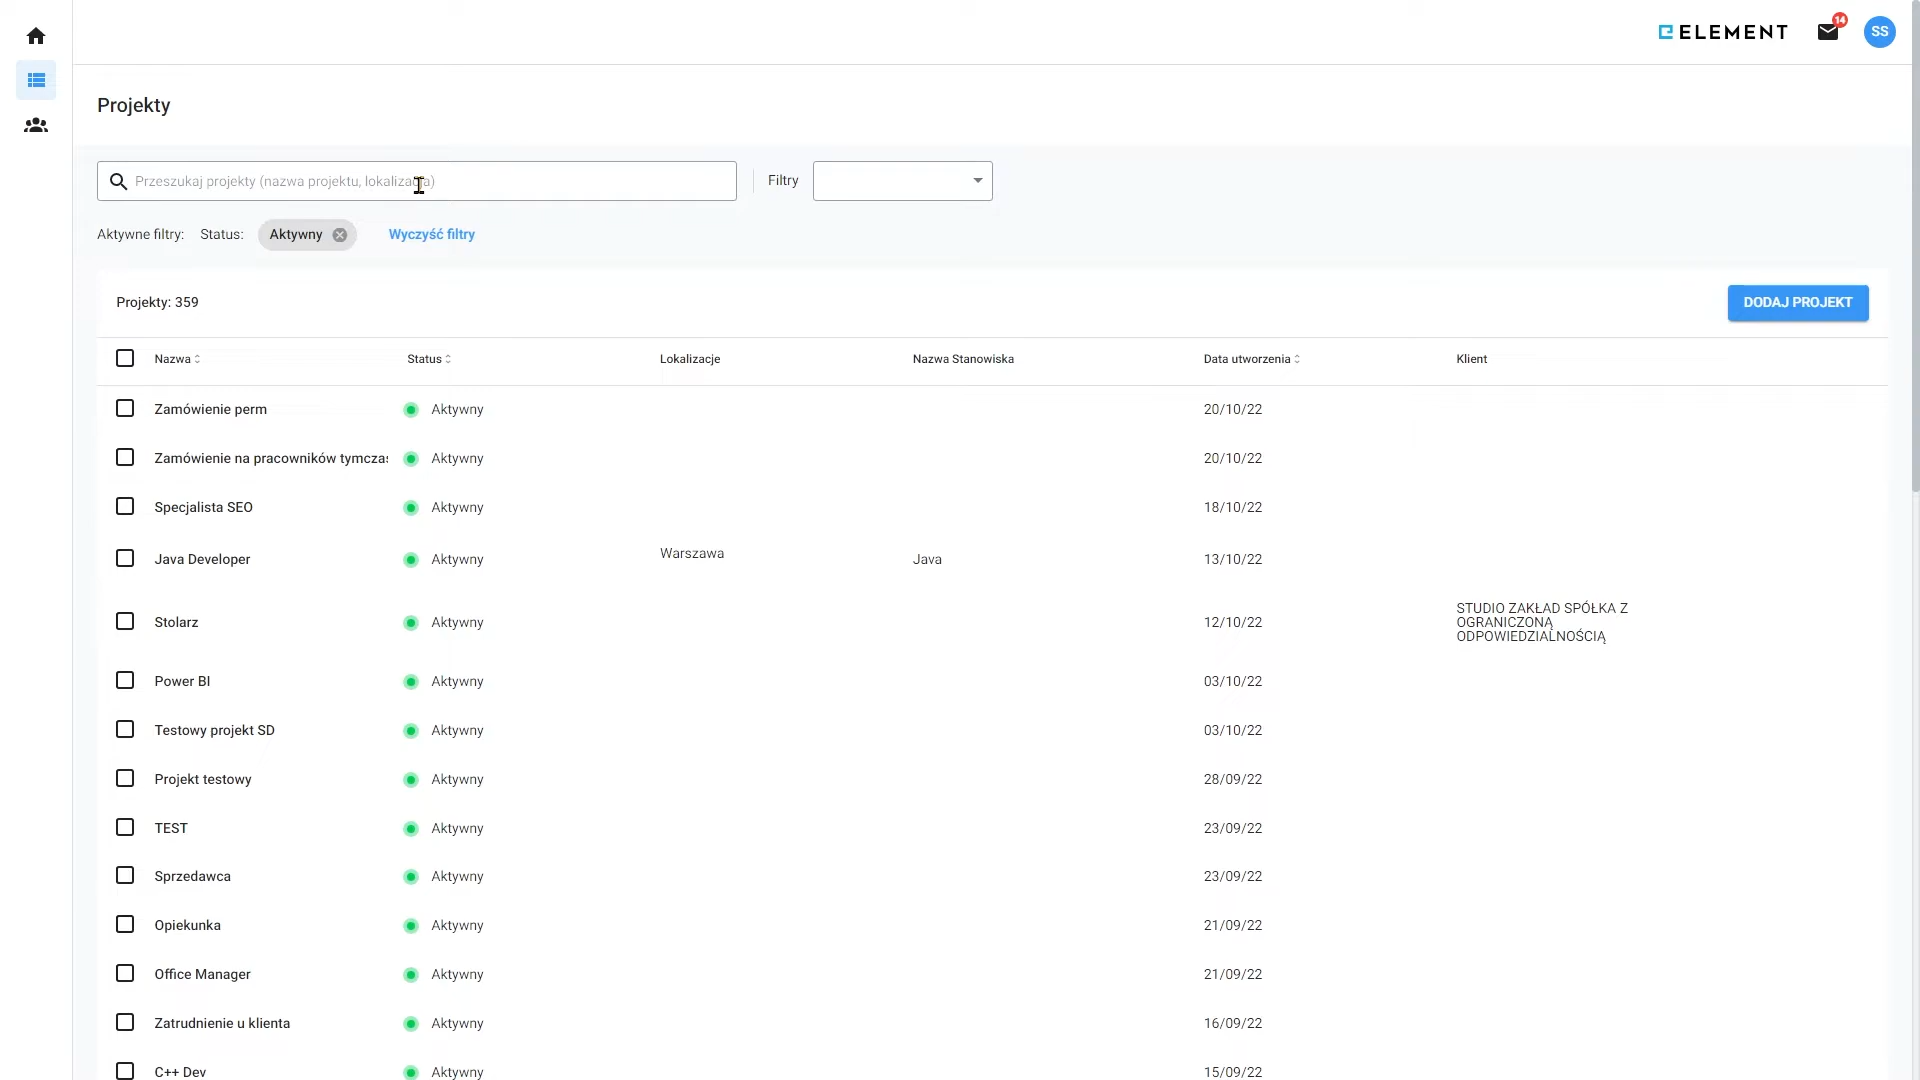 ELEMENT
14
SS
Projekty
Przeszukaj projekty (nazwa projektu, lokalizacja)
Filtry
Aktywne filtry: Status: Aktywny Wyczyść filtry
Projekty: 359
DODAJ PROJEKT
Nazwa Status Lokalizacje Nazwa Stanowiska Data utworzenia Klient
Zamówienie perm Aktywny 20/10/22
Zamówienie na pracowników tymcza Aktywny 20/10/22
Specjalista SEO Aktywny 18/10/22
Java Developer Aktywny Warszawa Java 13/10/22
Stolarz Aktywny 12/10/22 STUDIO ZAKŁAD SPÓŁKA Z
OGRANICZONĄ
ODPOWIEDZIALNOŚCIĄ
Power BI Aktywny 03/10/22
Testowy projekt SD Aktywny 03/10/22
Projekt testowy Aktywny 28/09/22
TEST Aktywny 23/09/22
Sprzedawca Aktywny 23/09/22
Opiekunka Aktywny 21/09/22
Office Manager Aktywny 21/09/22
Zatrudnienie u klienta Aktywny 16/09/22
C++ Dev Aktywny 15/09/22